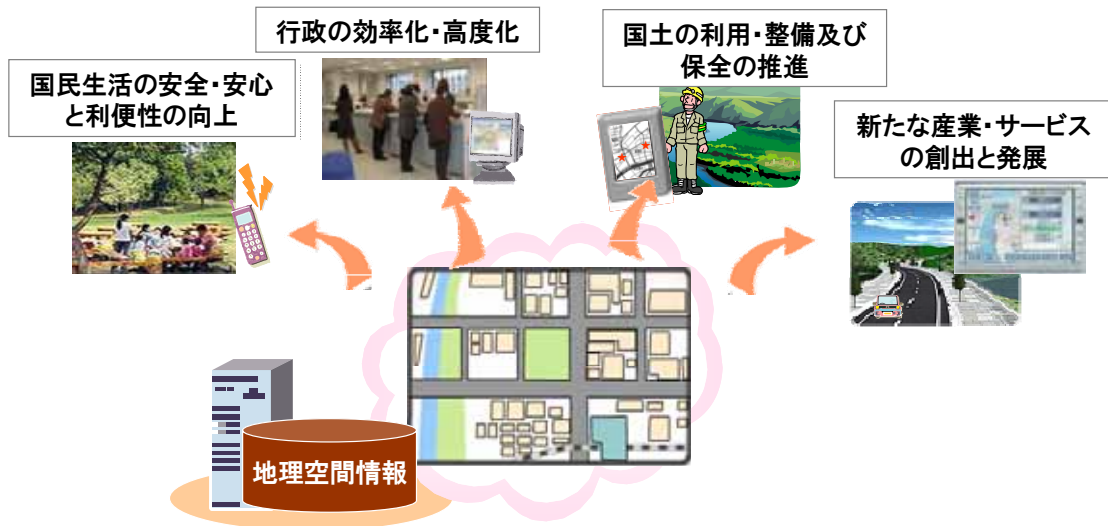 国民生活の安全・安心
と利便性の向上
行政の効率化・高度化
国土の利用・整備及び
保全の推進
新たな産業・サービス
の創出と発展
地理空間情報